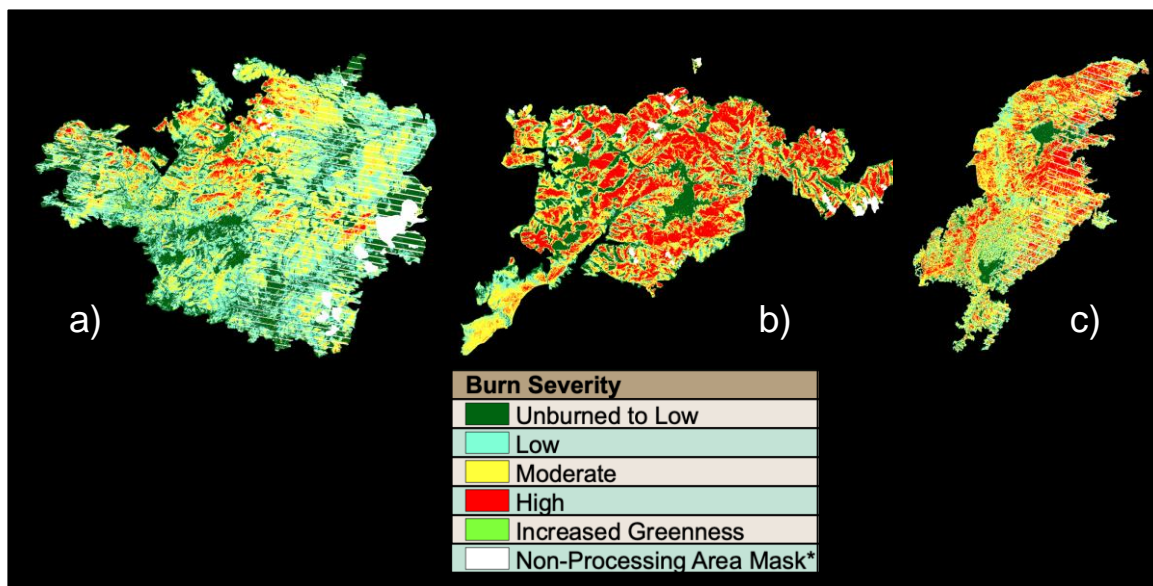 a)
b)
c)
Burn Severity
Unburned to Low
Low
Moderate
High
Increased Greenness
Non-Processing Area Mask*